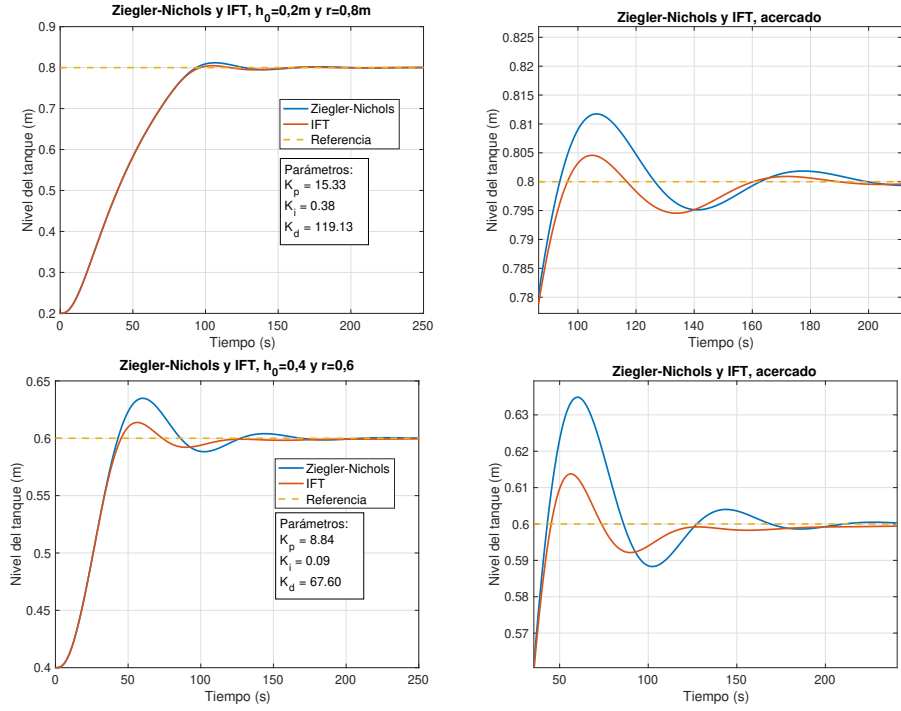 Ziegler-Nichols y IFT, h0=0,2m y r=0,8m
Nivel del tanque (m)
0.9
0.8
0.7
0.6
0.5
0.4
0.3
0.2
Ziegler-Nichols
IFT
Referencia
Parámetros:
Kp = 15.33
Ki = 0.38
Kd = 119.13
0 50 100 150 200 250
Tiempo (s)
Ziegler-Nichols y IFT, acercado
Nivel del tanque (m)
0.825
0.82
0.815
0.81
0.805
0.8
0.795
0.79
0.785
0.78
100 120 140 160 180 200
Tiempo (s)
Ziegler-Nichols y IFT, h0=0,4 y r=0,6
Nivel del tanque (m)
0.65
0.6
0.55
0.5
0.45
0.4
Ziegler-Nichols
IFT
Referencia
Parámetros:
Kp = 8.84
Ki = 0.09
Kd = 67.60
0 50 100 150 200 250
Tiempo (s)
Ziegler-Nichols y IFT, acercado
Nivel del tanque (m)
0.63
0.62
0.61
0.6
0.59
0.58
0.57
50 100 150 200
Tiempo (s)